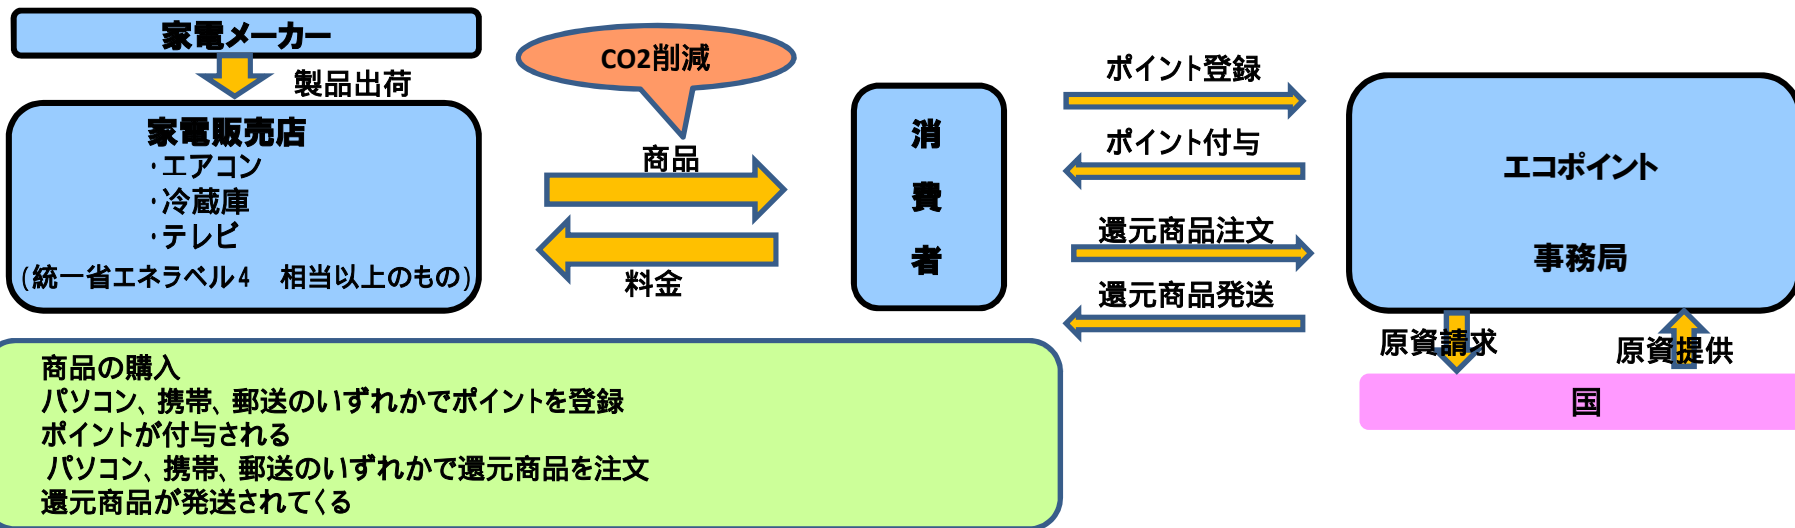 家電メーカー
製品出荷
家電販売店
・エアコン
・冷蔵庫
・テレビ
(統一省エネラベル4　相当以上のもの)
CO2削減
商品
料金
消
費
者
ポイント登録
ポイント付与
還元商品注文
還元商品発送
エコポイント
事務局
原資請求
原資提供
国
商品の購入
パソコン、携帯、郵送のいずれかでポイントを登録
ポイントが付与される
パソコン、携帯、郵送のいずれかで還元商品を注文
還元商品が発送されてくる